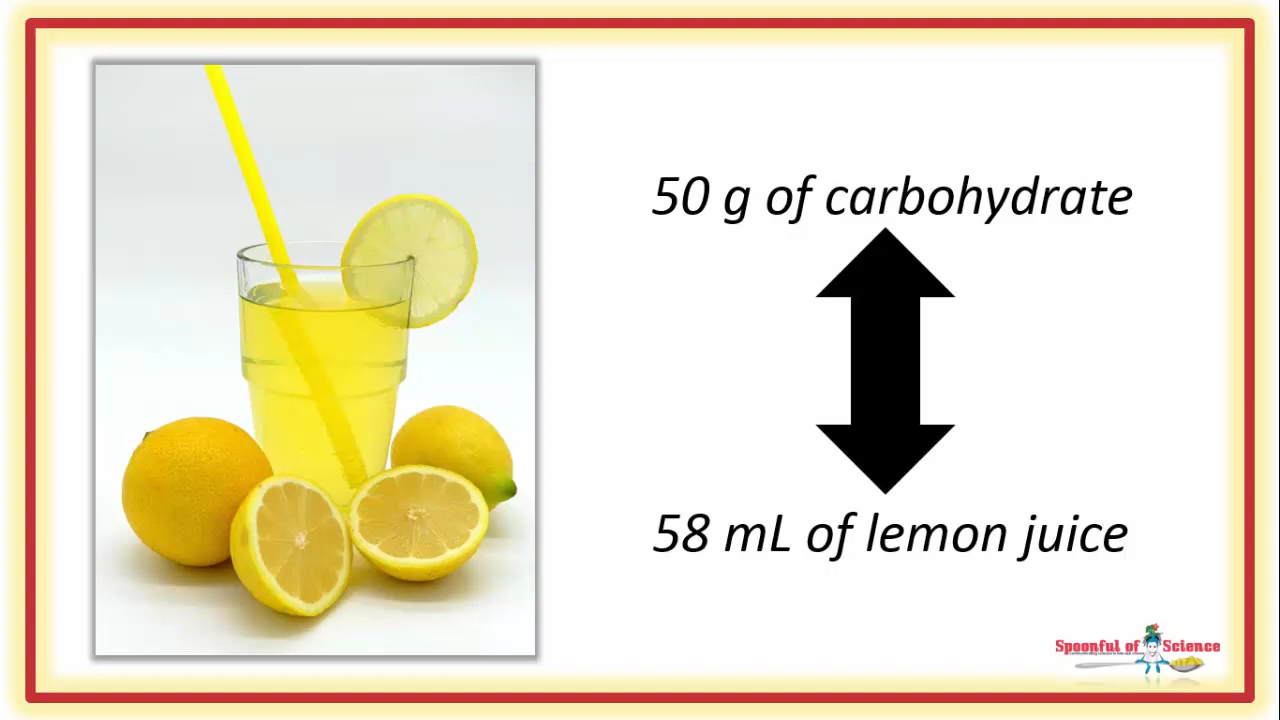 50 g of carbohydrate
58 mL of lemon juice
Spoonful of Science